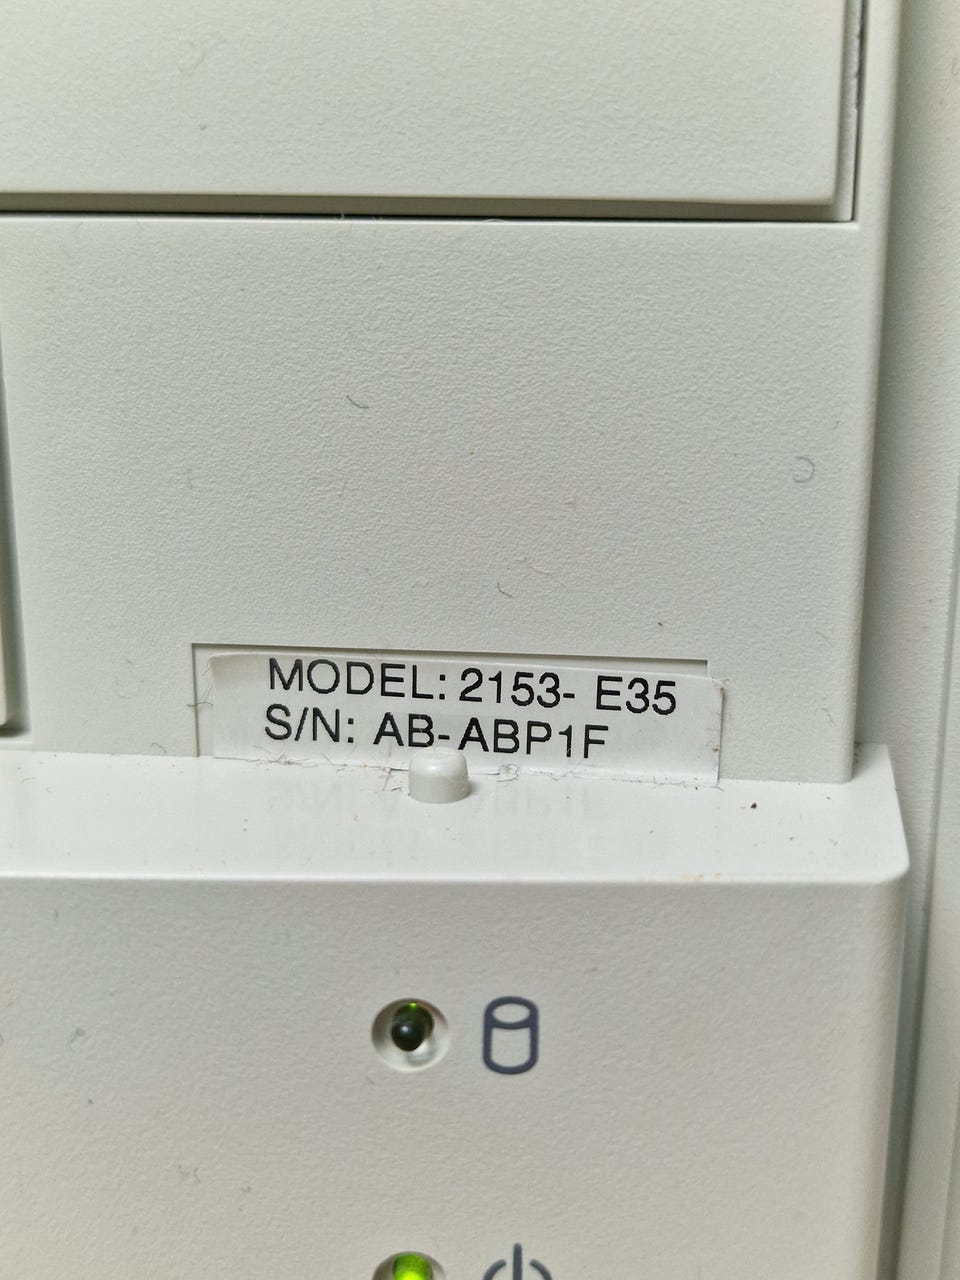 MODEL: 2153- E35
S/N: AB-ABP1F